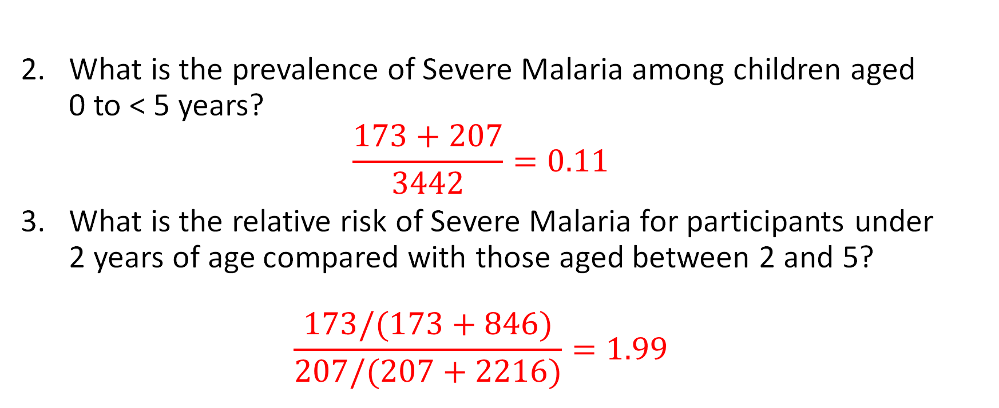 2. What is the prevalence of Severe Malaria among children aged
0 to < 5 years?
173 + 207
3442
= 0.11
3. What is the relative risk of Severe Malaria for participants under
2 years of age compared with those aged between 2 and 5?
173/(173 + 846)
207/(207 + 2216)
= 1.99